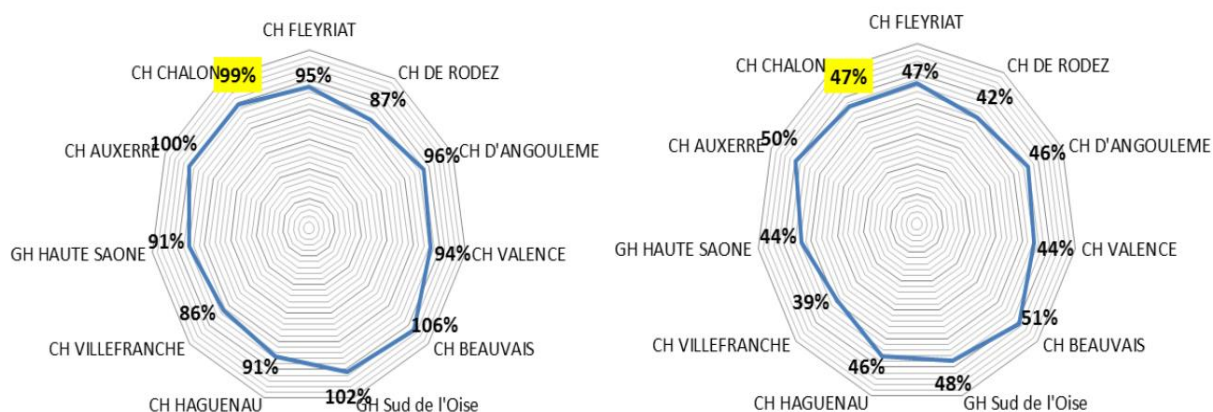 CH FLEYRIAT
95%
CH DE RODEZ
87%
CH D'ANGOULEME
96%
CH VALENCE
94%
CH BEAUVAIS
106%
GH Sud de l'Oise
102%
CH HAGUENAU
91%
CH VILLEFRANCHE
86%
GH HAUTE SAONE
91%
CH AUXERRE
100%
CH CHALON
99%
CH FLEYRIAT
47%
CH DE RODEZ
42%
CH D'ANGOULEME
46%
CH VALENCE
44%
CH BEAUVAIS
51%
GH Sud de l'Oise
48%
CH HAGUENAU
46%
CH VILLEFRANCHE
39%
GH HAUTE SAONE
44%
CH AUXERRE
50%
CH CHALON
47%